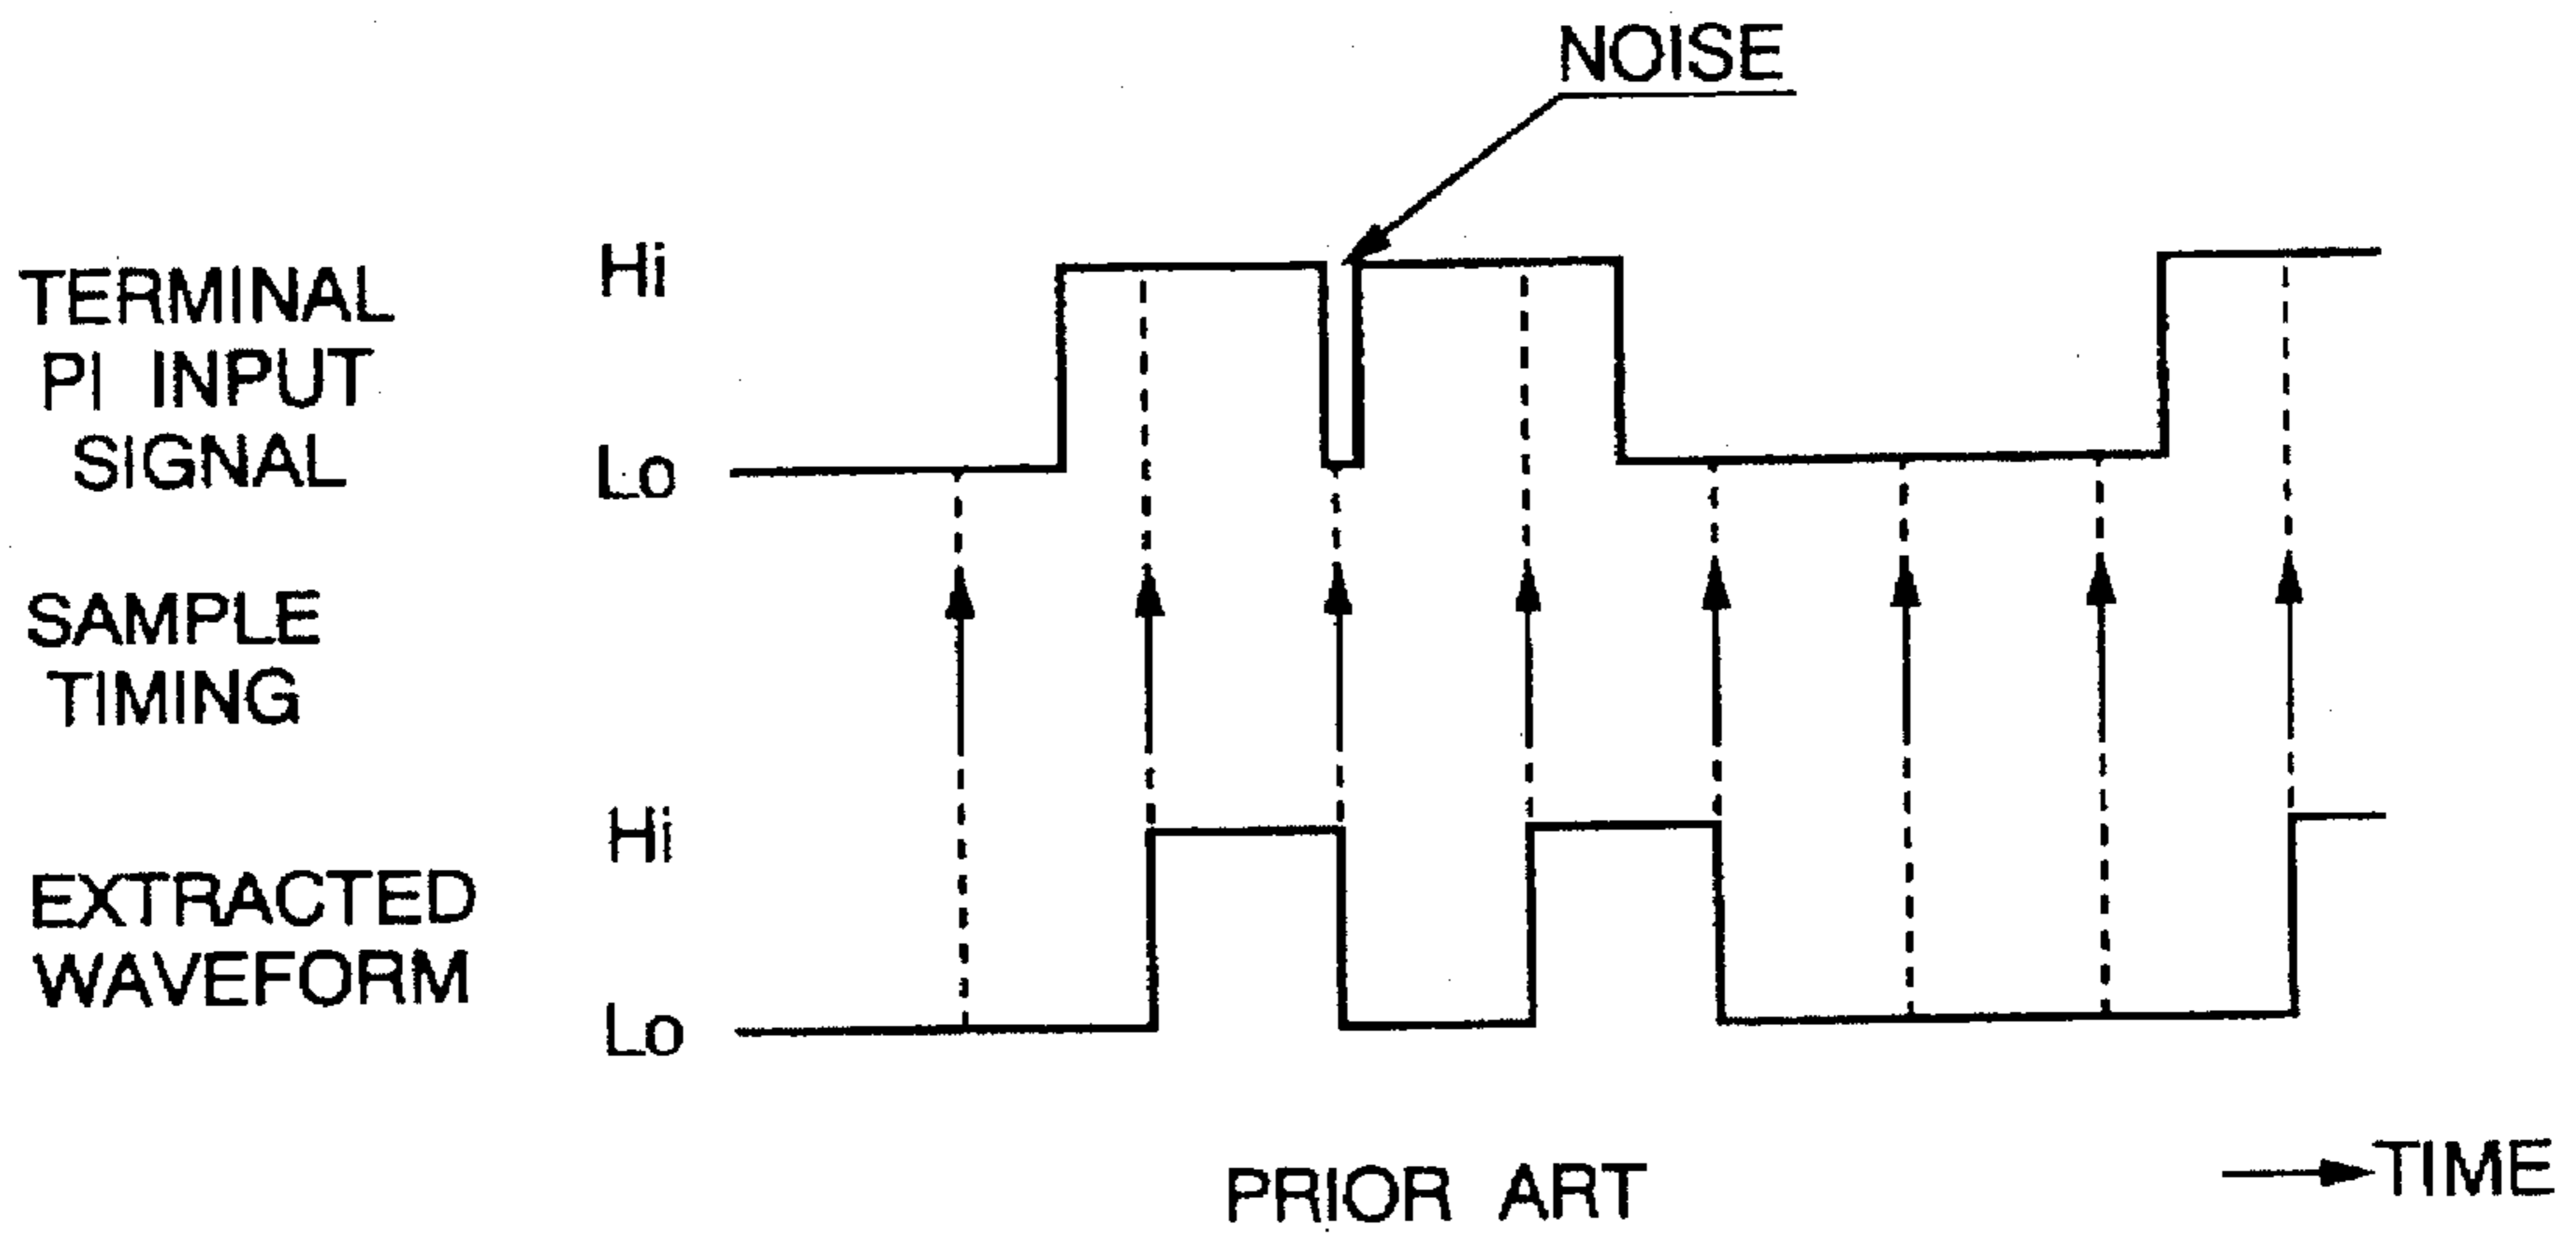 NOISE
TERMINAL
PI INPUT
SIGNAL
Hi
Lo
SAMPLE
TIMING
EXTRACTED
WAVEFORM
Hi
Lo
TIME
PRIOR ART